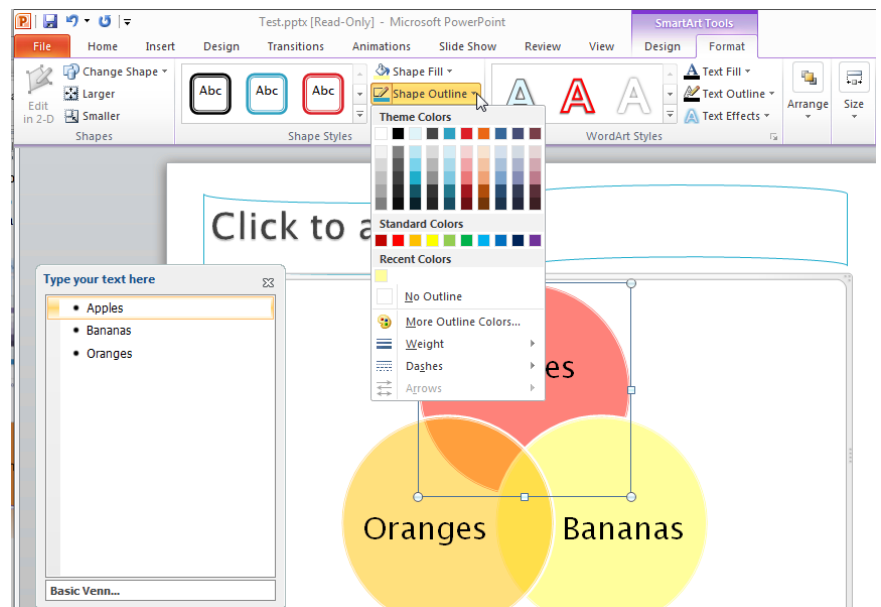 Test.pptx [Read-Only] - Microsoft PowerPoint
SmartArt Tools
File Home Insert Design Transitions Animations Slide Show Review View Design Format
Change Shape
Larger
Smaller
Edit
in 2-D
Shapes
Abc Abc Abc
Shape Fill
Shape Outline
Shape Styles
A A A
Text Fill
Text Outline
Text Effects
WordArt Styles
Arrange
Size
Theme Colors
Standard Colors
Recent Colors
No Outline
More Outline Colors...
Weight
Dashes
Arrows
Click to a
Type your text here
Apples
Bananas
Oranges
Basic Venn...
es
Oranges
Bananas